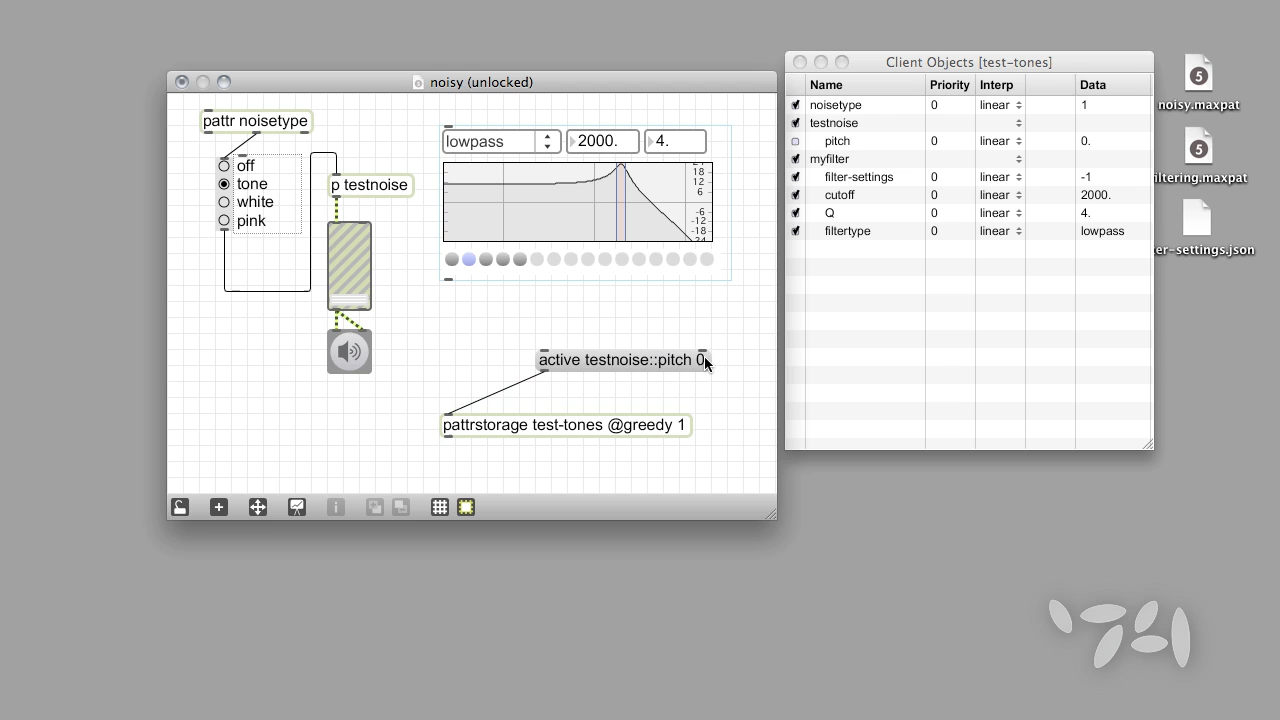 noisy (unlocked)
pattr noisetype
off
tone
white
pink
p testnoise
lowpass 2000. 4.
18
12
6
-6
-12
-18
active testnoise::pitch 0
pattrstorage test-tones @greedy 1
Client Objects [test-tones]
Name Priority Interp Data
noisetype 0 linear 1
testnoise
pitch 0 linear 0.
myfilter
filter-settings 0 linear -1
cutoff 0 linear 2000.
Q 0 linear 4.
filtertype 0 linear lowpass
5
noisy.maxpat
5
filtering.maxpat
er-settings.json